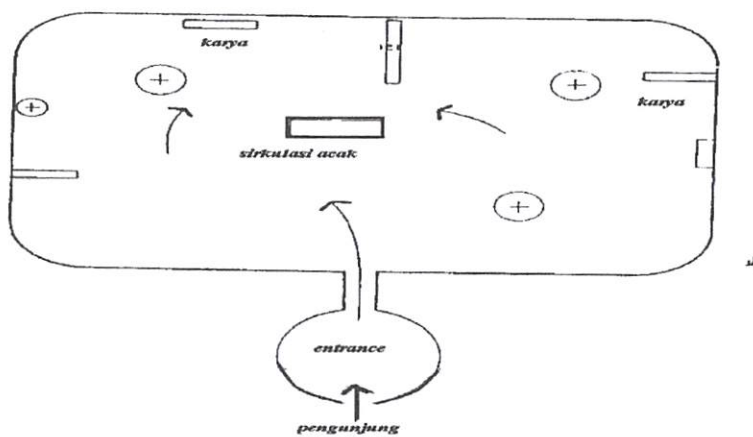 karya
karya
sirkulasi acak
entrance
pengunjung